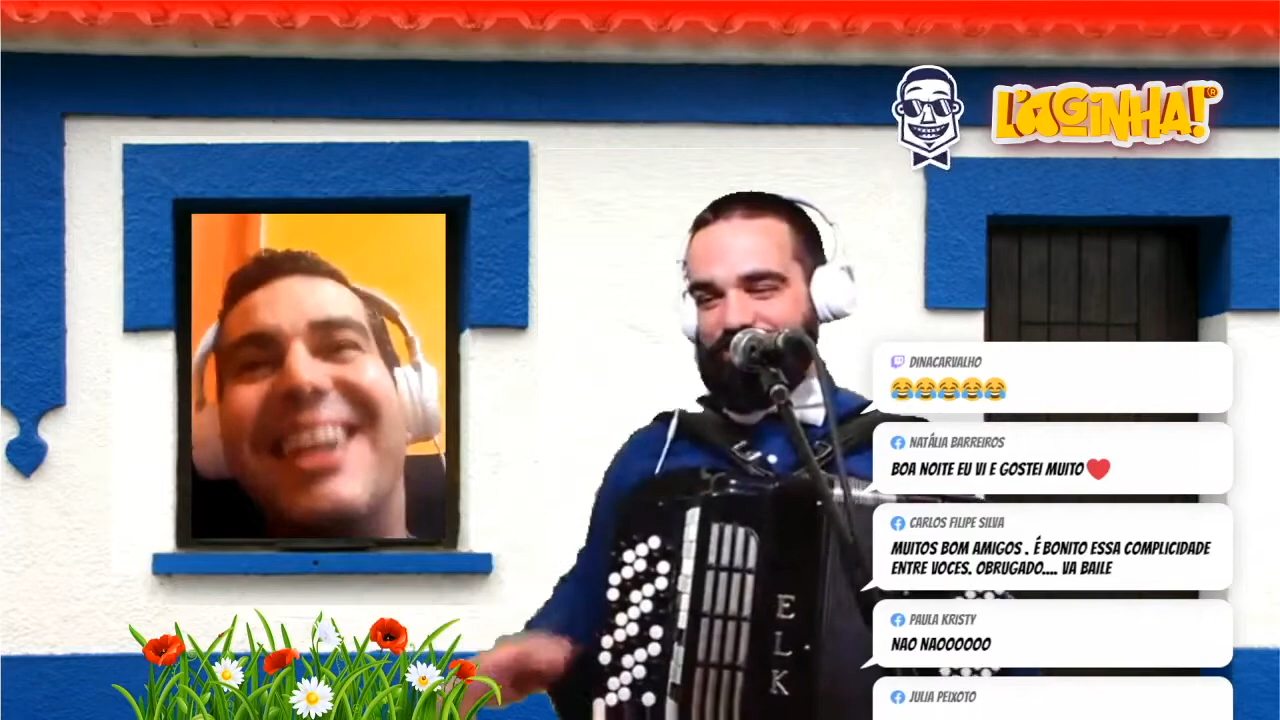 L'AGINHA!®
DINACARVALHO
😂😂😂😂😂
NATÁLIA BARREIROS
BOA NOITE EU VI E GOSTEI MUITO❤️
CARLOS FILIPE SILVA
MUITOS BOM AMIGOS . É BONITO ESSA COMPLICIDADE
ENTRE VOCES. OBRUGADO.... VA BAILE
PAULA KRISTY
NAO NAOOOOOO
JULIA PEIXOTO
ELK